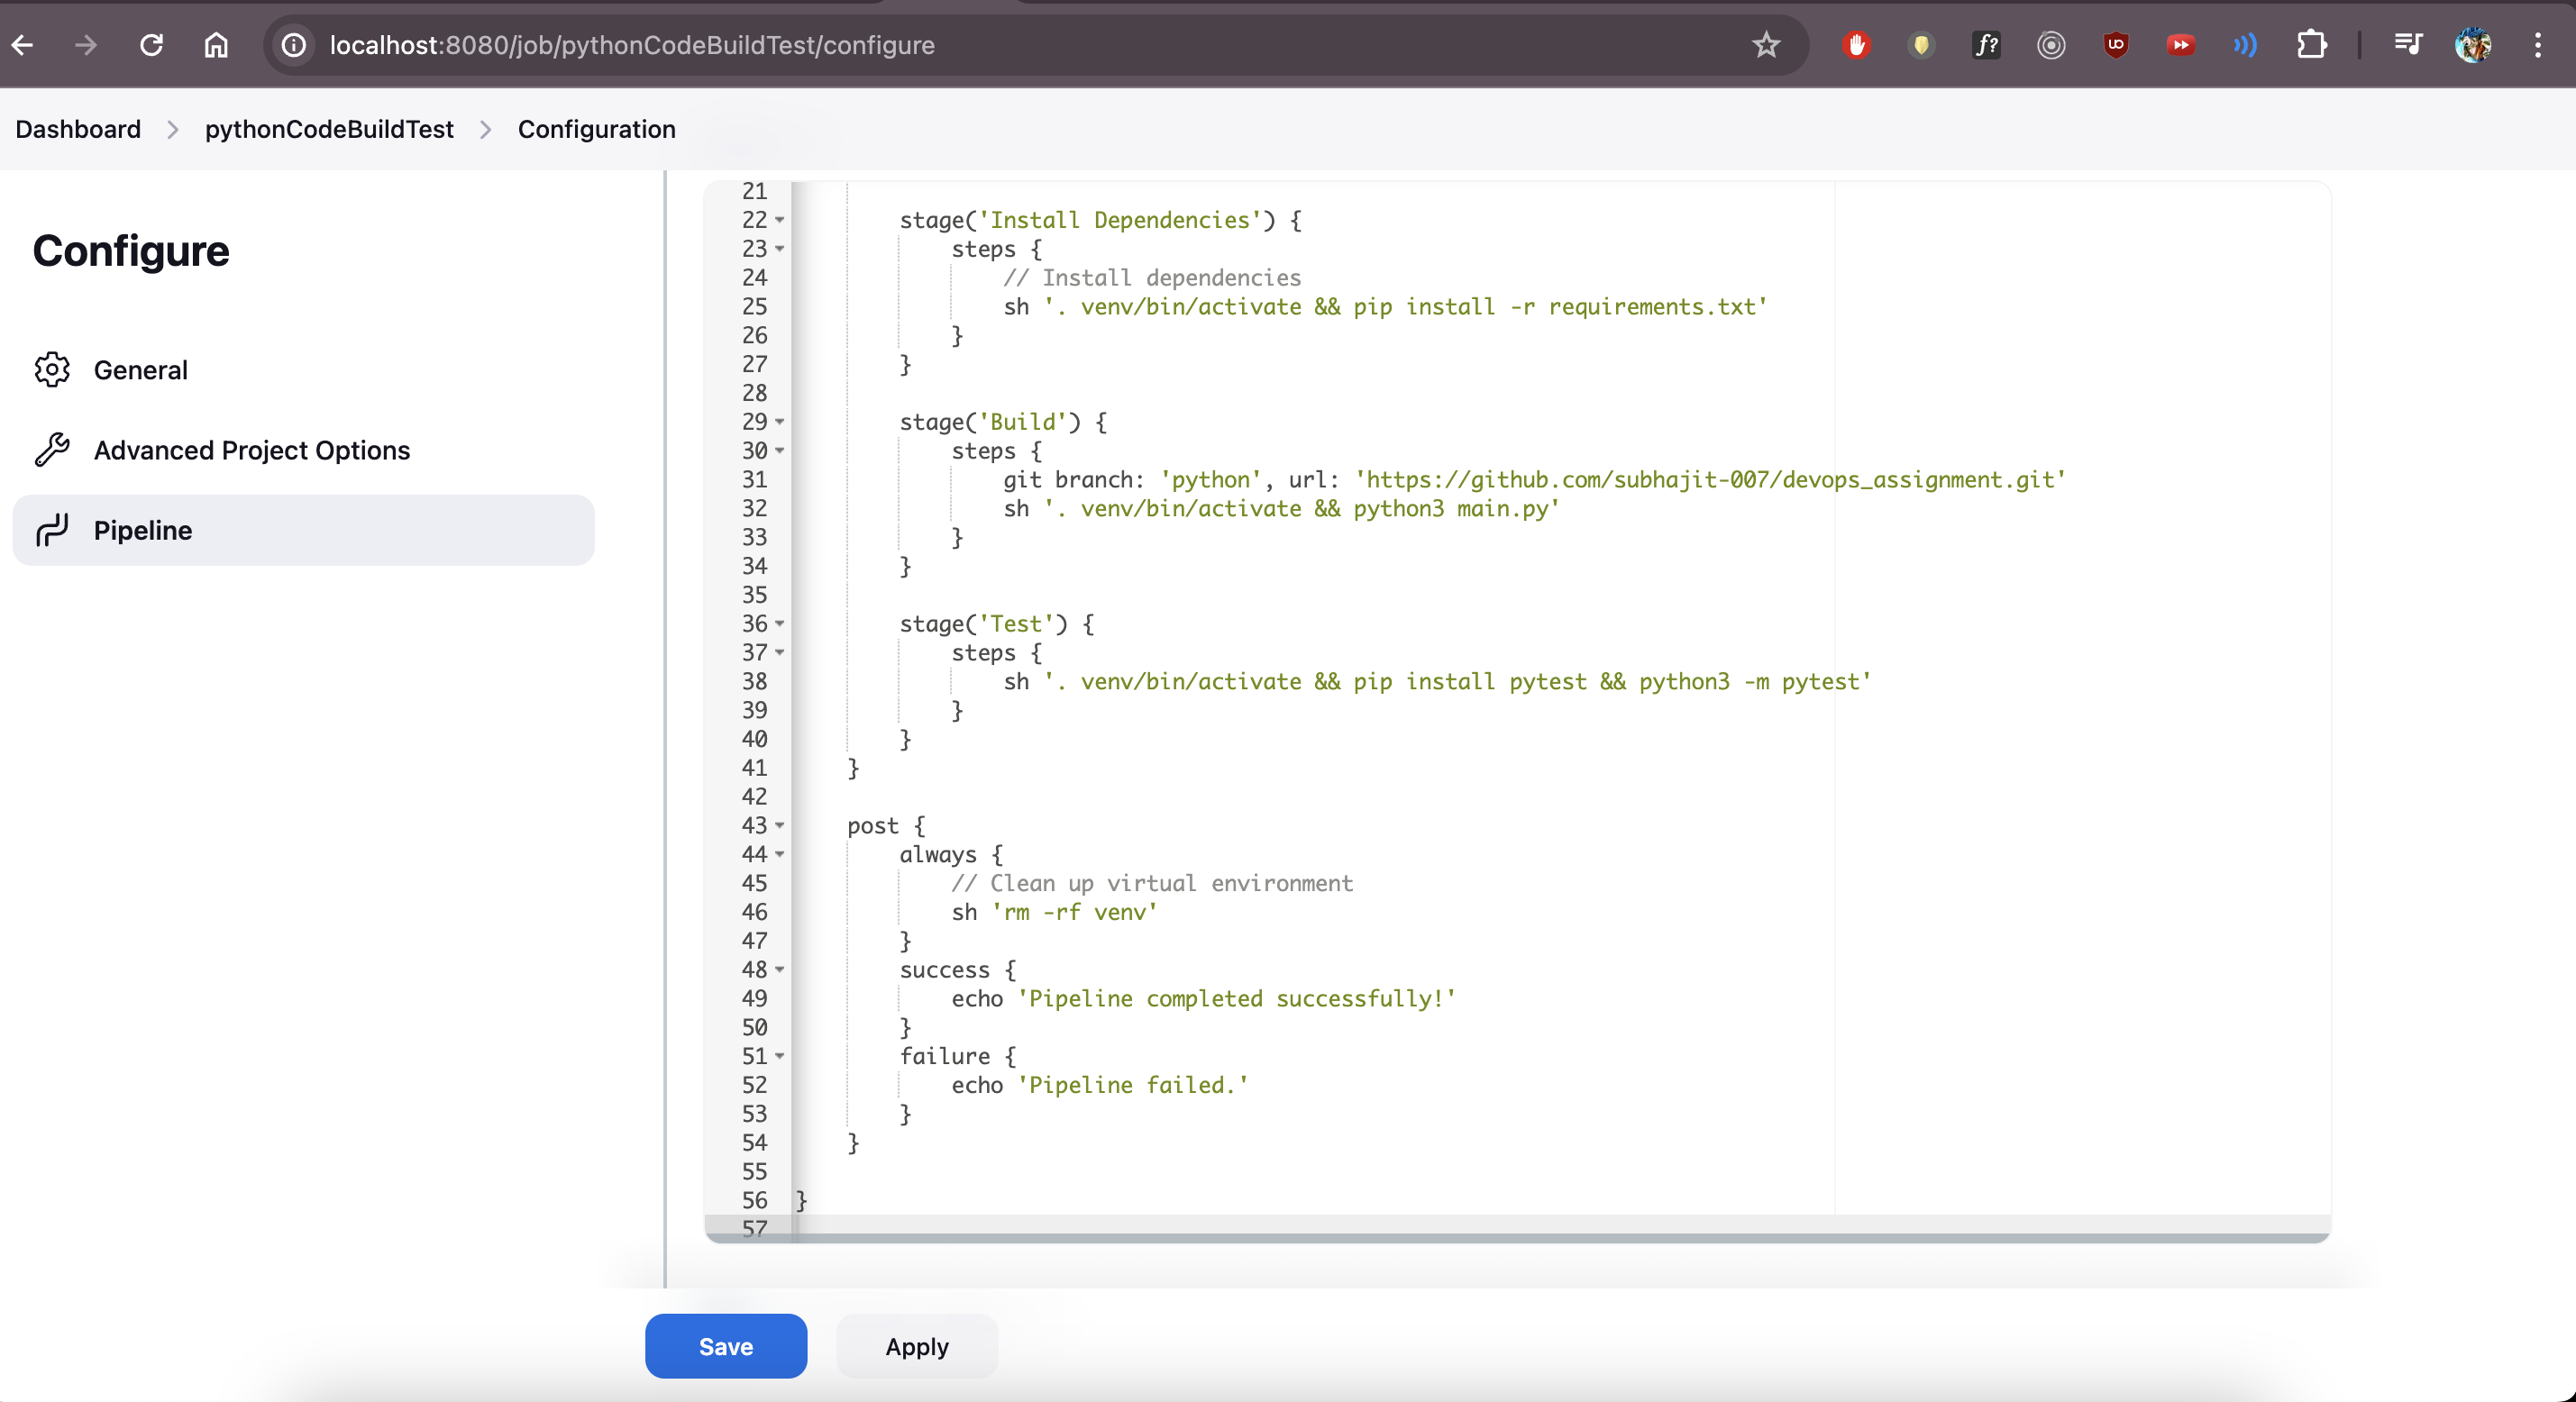 localhost:8080/job/pythonCodeBuildTest/configure
Dashboard > pythonCodeBuildTest > Configuration
Configure
General
Advanced Project Options
Pipeline
21
22 stage('Install Dependencies') {
23 steps {
24 // Install dependencies
25 sh '. venv/bin/activate && pip install -r requirements.txt'
26 }
27 }
28
29 stage('Build') {
30 steps {
31 git branch: 'python', url: 'https://github.com/subhajit-007/devops_assignment.git'
32 sh '. venv/bin/activate && python3 main.py'
33 }
34 }
35
36 stage('Test') {
37 steps {
38 sh '. venv/bin/activate && pip install pytest && python3 -m pytest'
39 }
40 }
41 }
42
43 post {
44 always {
45 // Clean up virtual environment
46 sh 'rm -rf venv'
47 }
48 success {
49 echo 'Pipeline completed successfully!'
50 }
51 failure {
52 echo 'Pipeline failed.'
53 }
54 }
55
56 }
57
Save
Apply